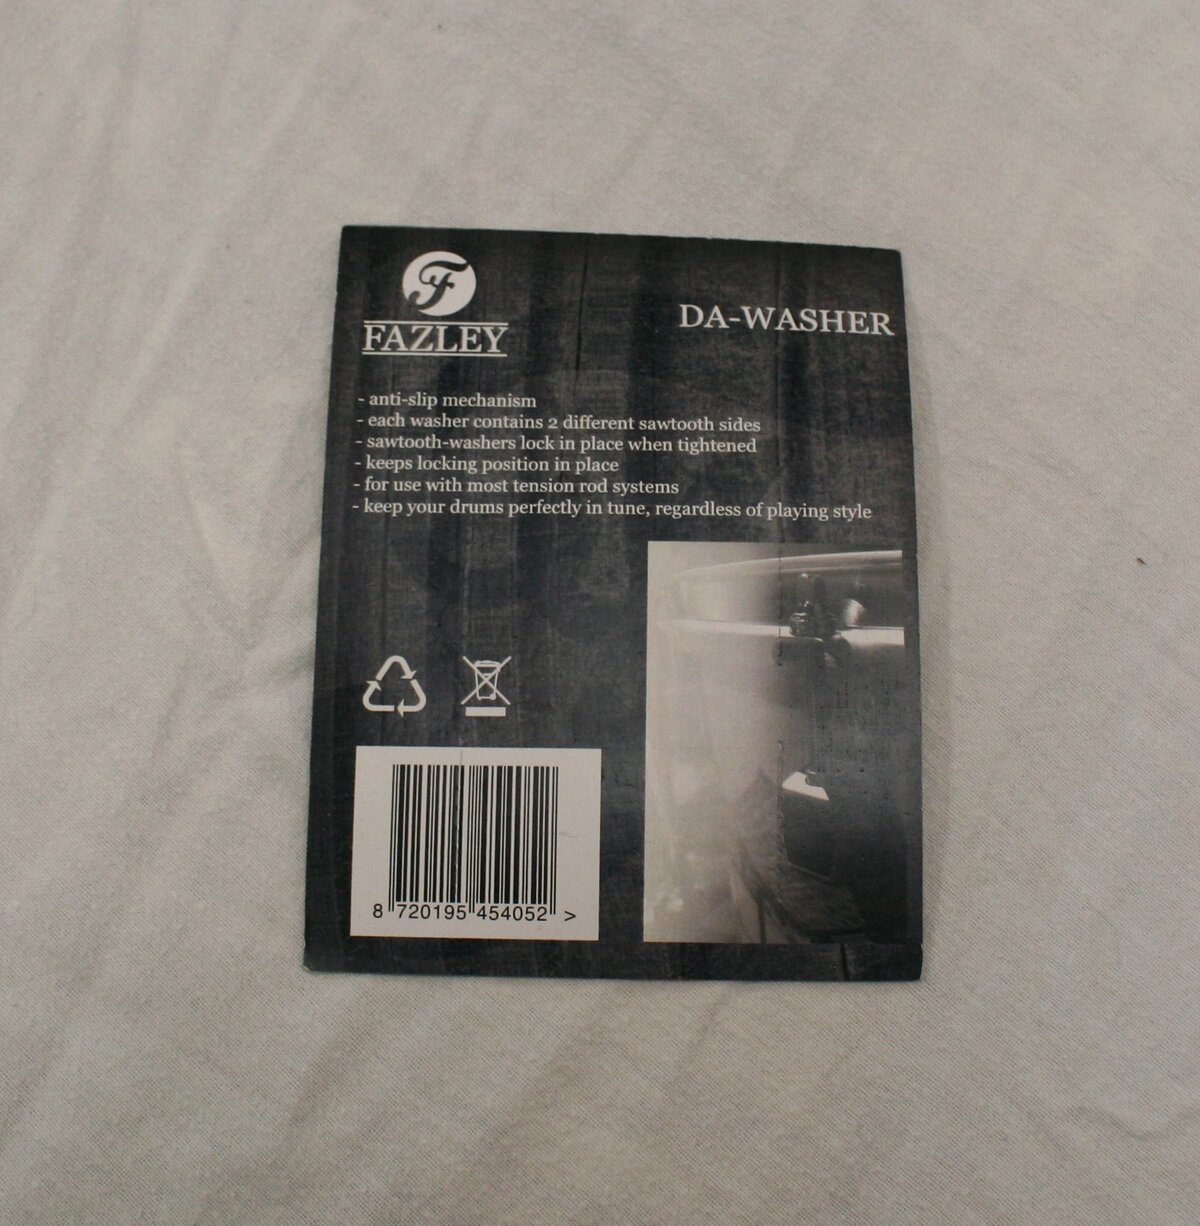 F
FAZLEY
DA-WASHER
- anti-slip mechanism
- each washer contains 2 different sawtooth sides
- sawtooth-washers lock in place when tightened
- keeps locking position in place
- for use with most tension rod systems
- keep your drums perfectly in tune, regardless of playing style
8 720195 454052 >